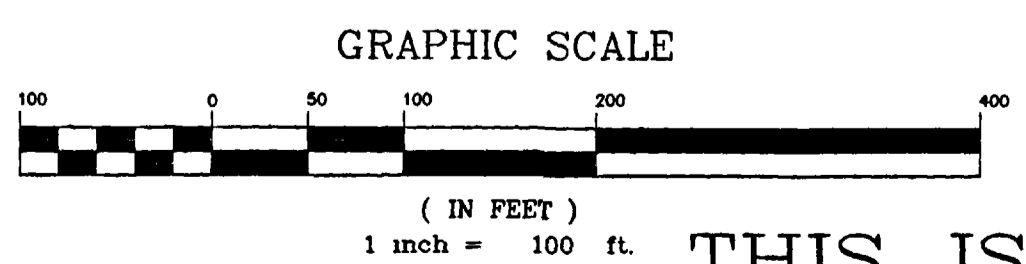 GRAPHIC SCALE
100 0 50 100 200 400
( IN FEET )
1 inch = 100 ft.
THIS IS